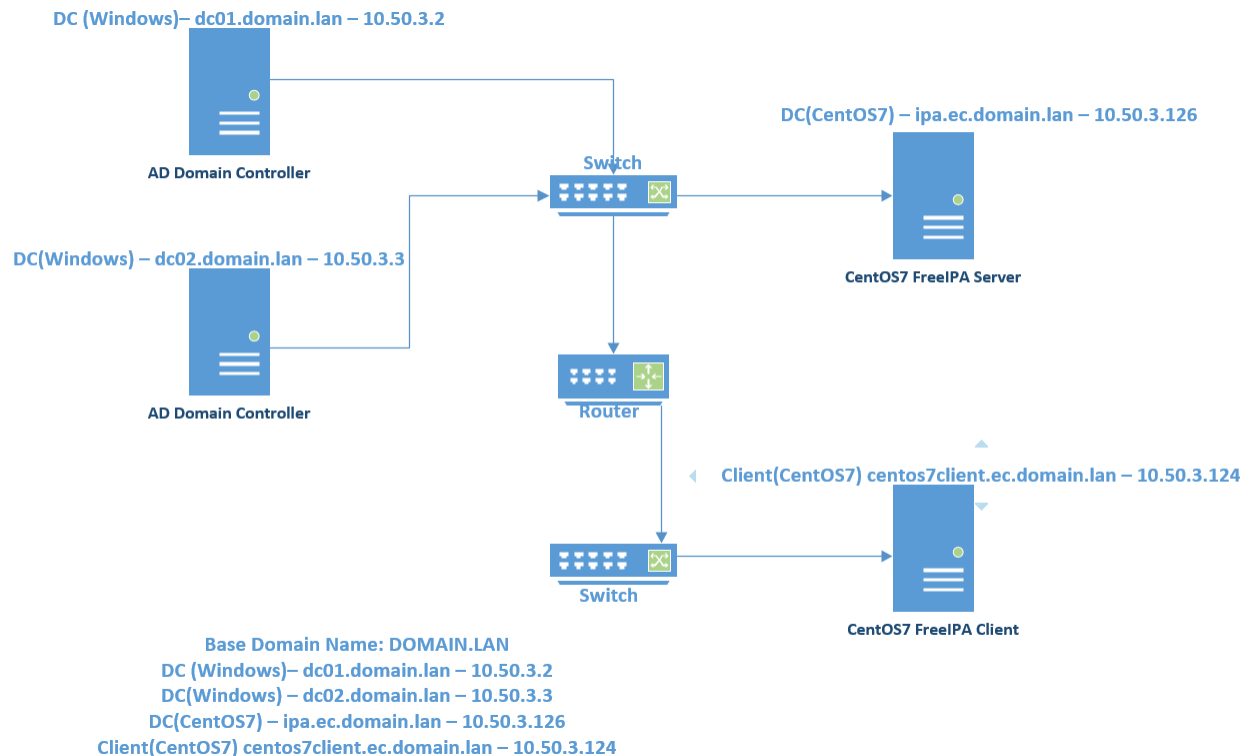 DC (Windows)– dc01.domain.lan – 10.50.3.2
AD Domain Controller
DC(Windows) – dc02.domain.lan – 10.50.3.3
AD Domain Controller
Switch
DC(CentOS7) – ipa.ec.domain.lan – 10.50.3.126
CentOS7 FreeIPA Server
Router
Client(CentOS7) centos7client.ec.domain.lan – 10.50.3.124
Switch
CentOS7 FreeIPA Client
Base Domain Name: DOMAIN.LAN
DC (Windows)– dc01.domain.lan – 10.50.3.2
DC(Windows) – dc02.domain.lan – 10.50.3.3
DC(CentOS7) – ipa.ec.domain.lan – 10.50.3.126
Client(CentOS7) centos7client.ec.domain.lan – 10.50.3.124